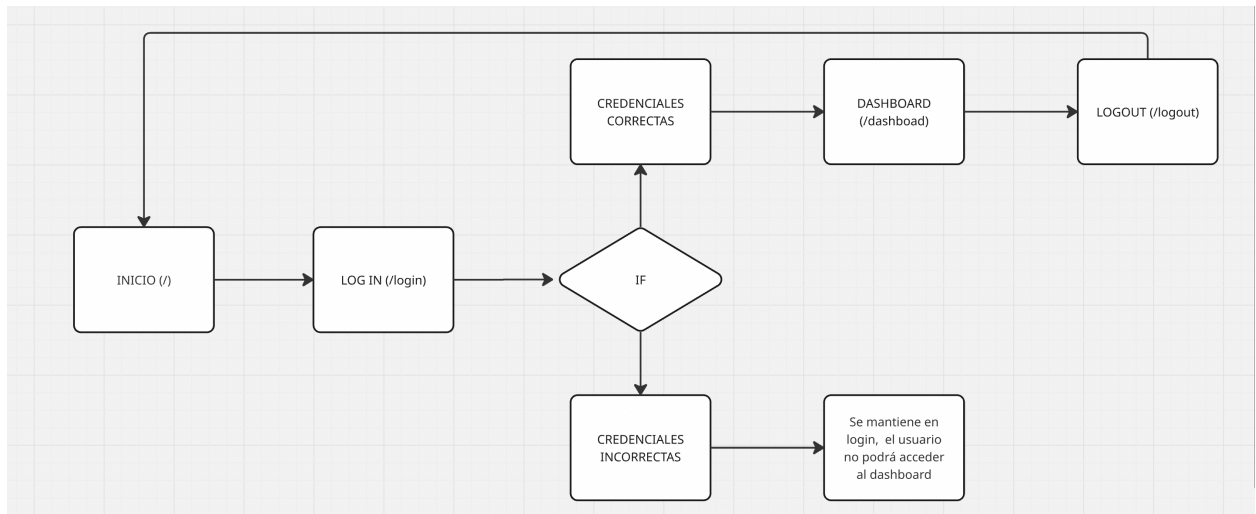 CREDENCIALES
CORRECTAS
DASHBOARD
(/dashboad)
LOGOUT (/logout)
INICIO (/)
LOG IN (/login)
IF
CREDENCIALES
INCORRECTAS
Se mantiene en
login, el usuario
no podrá acceder
al dashboard